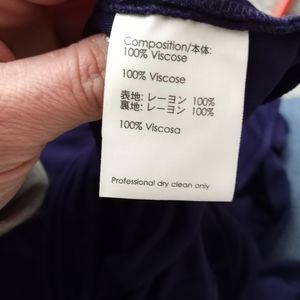 Composition/本体:
100% Viscose
100% Viscose
表地: レーヨン 100%
裏地: レーヨン 100%
100% Viscosa
Professional dry clean only